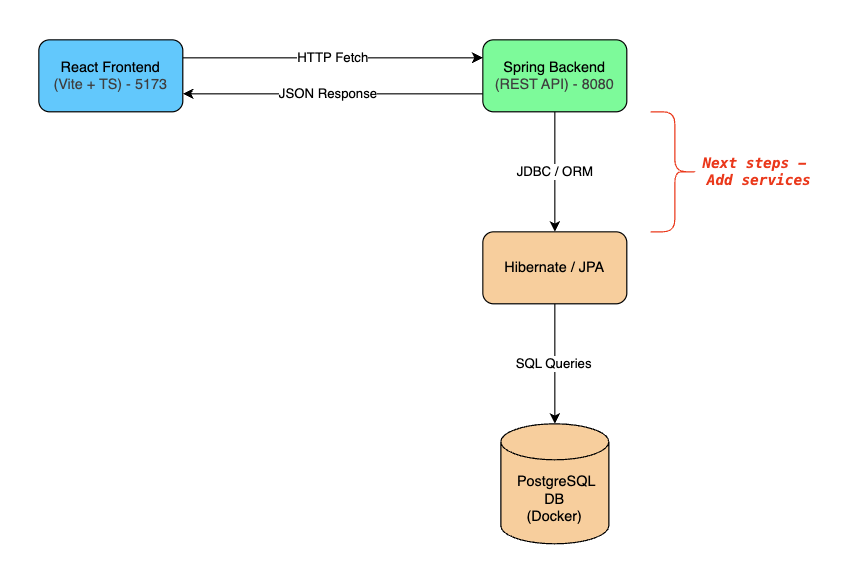 React Frontend
(Vite + TS) - 5173
HTTP Fetch
JSON Response
Spring Backend
(REST API) - 8080
JDBC / ORM
Next steps –
Add services
Hibernate / JPA
SQL Queries
PostgreSQL
DB
(Docker)